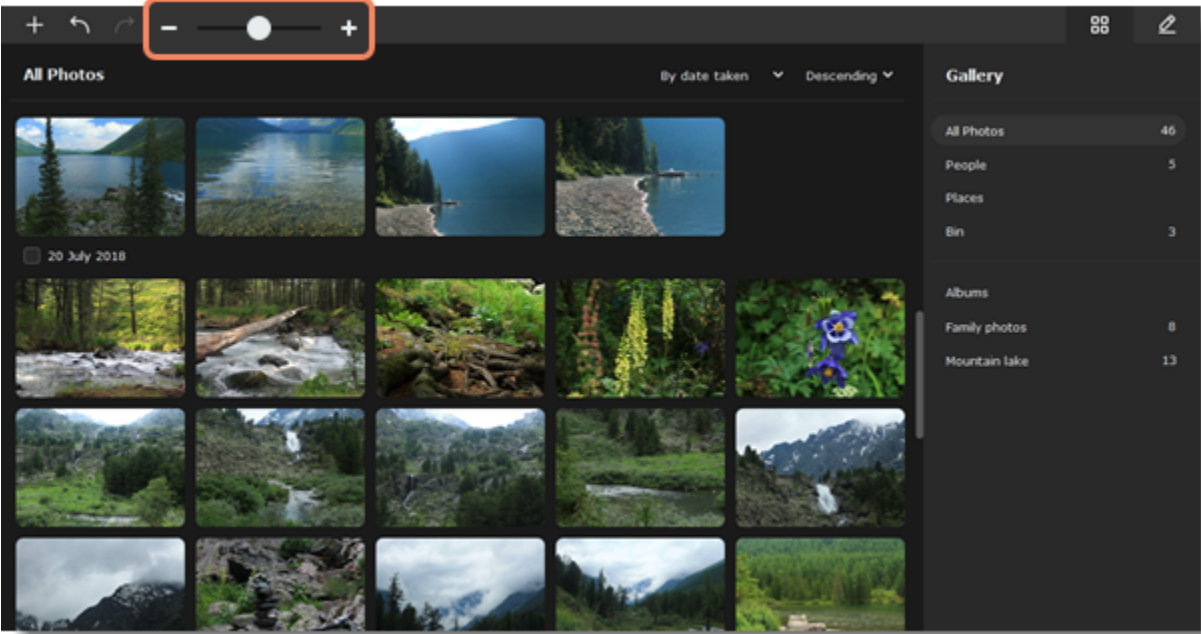 All Photos
By date taken
Descending
20 July 2018
Gallery
All Photos 46
People 5
Places
Bin 3
Albums
Family photos 8
Mountain lake 13